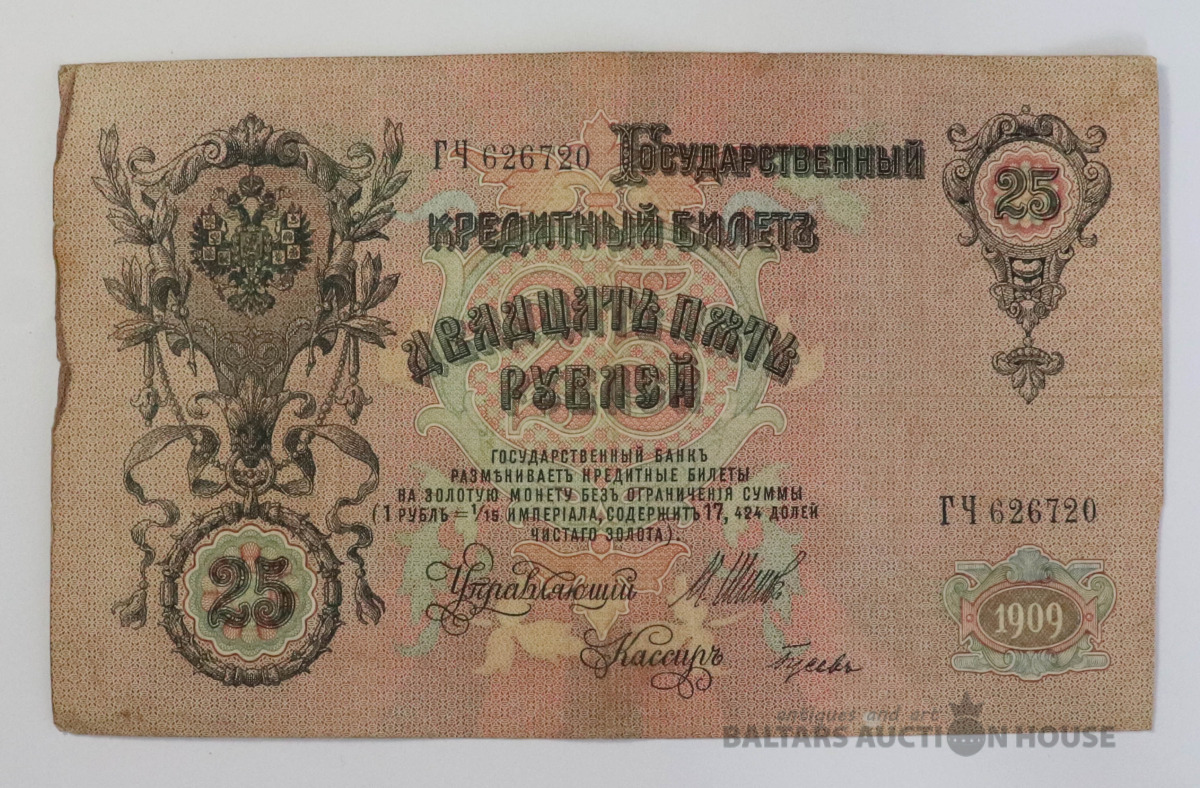 ГЧ 626720 Государственный
25
кредитный билетъ
двадцать пять
рублей
ГОСУДАРСТВЕННЫЙ БАНКЪ
РАЗМѢНИВАЕТЪ КРЕДИТНЫЕ БИЛЕТЫ
НА ЗОЛОТУЮ МОНЕТУ БЕЗЪ ОГРАНИЧЕНІЯ СУММЫ
(1 РУБЛЬ = 1/15 ИМПЕРІАЛА, СОДЕРЖИТЪ 17, 424 ДОЛЕЙ
ЧИСТАГО ЗОЛОТА).
ГЧ 626720
25
Управляющій И Шипов
Кассиръ Гусевъ
1909
antiques and art
BALTARS AUCTION HOUSE